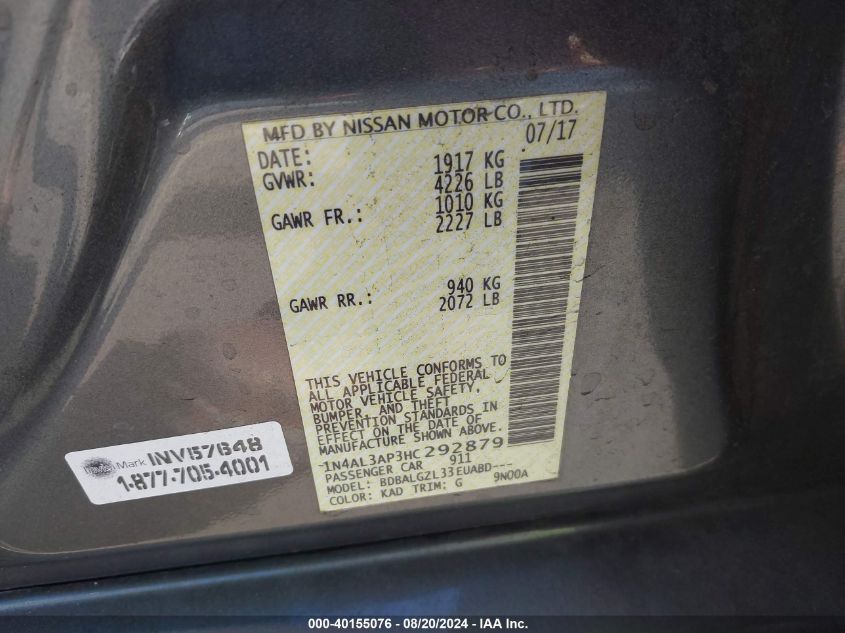 MFD BY NISSAN MOTOR CO., LTD.
DATE: 07/17
GVWR: 1917 KG
4226 LB
GAWR FR.: 1010 KG
2227 LB
GAWR RR.: 940 KG
2072 LB
THIS VEHICLE CONFORMS TO
ALL APPLICABLE FEDERAL
MOTOR VEHICLE SAFETY,
BUMPER, AND THEFT
PREVENTION STANDARDS IN
EFFECT ON THE DATE OF
MANUFACTURE SHOWN ABOVE.
1N4AL3AP3HC292879
PASSENGER CAR 911
MODEL: BDBALGZL33EUABD---
COLOR: KAD TRIM: G 9N00A
Mark INV57648
1-877-705-4001
000-40155076 - 08/20/2024 - IAA Inc.